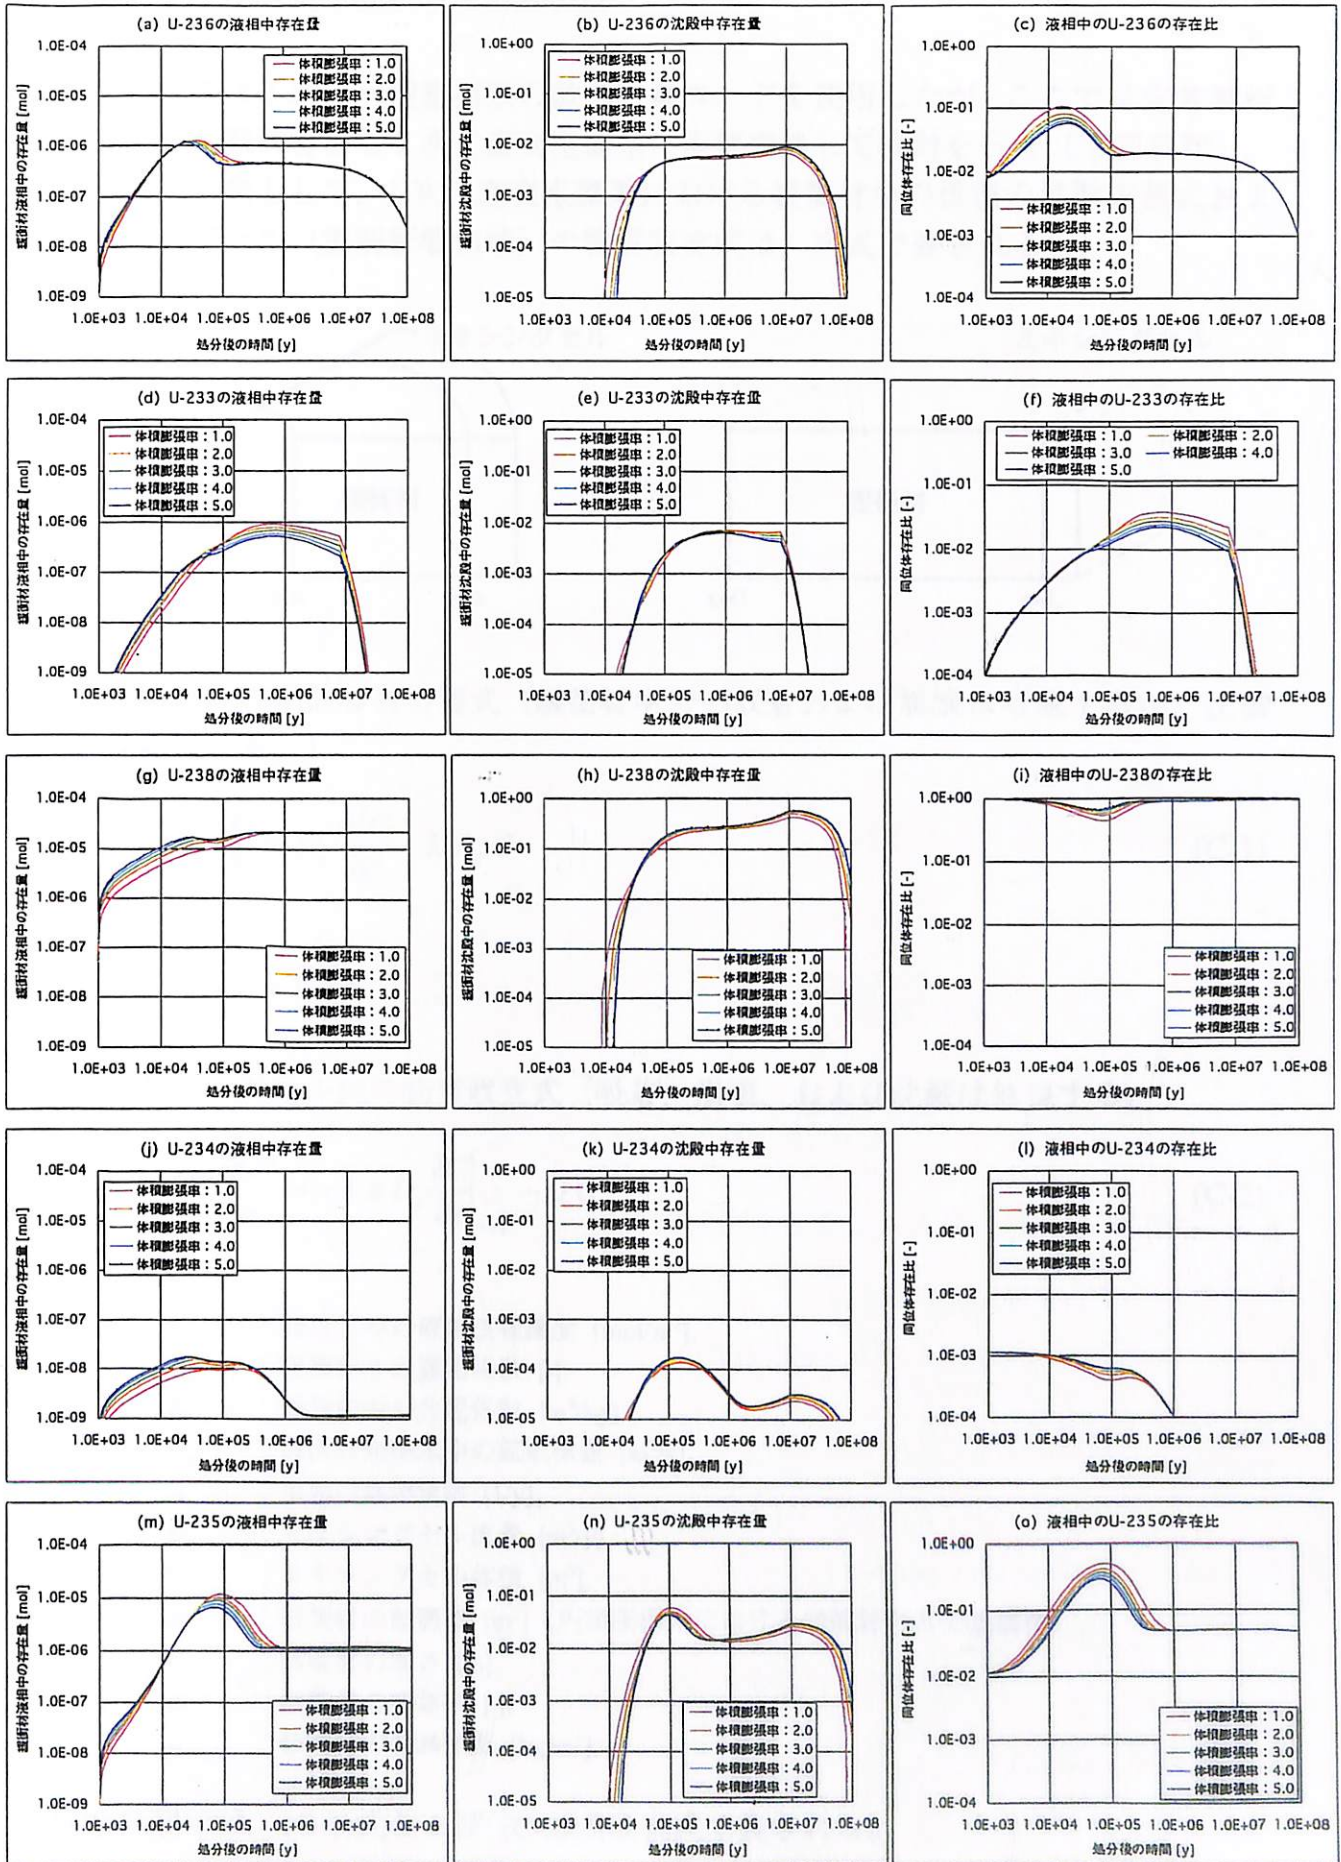 (a) U-236の液相中存在量
緩衝材液相中の存在量 [mol]
1.0E-04
1.0E-05
1.0E-06
1.0E-07
1.0E-08
1.0E-09
体積膨張率：1.0
体積膨張率：2.0
体積膨張率：3.0
体積膨張率：4.0
体積膨張率：5.0
1.0E+03 1.0E+04 1.0E+05 1.0E+06 1.0E+07 1.0E+08
処分後の時間 [y]
(b) U-236の沈殿中存在量
緩衝材沈殿中の存在量 [mol]
1.0E+00
1.0E-01
1.0E-02
1.0E-03
1.0E-04
1.0E-05
体積膨張率：1.0
体積膨張率：2.0
体積膨張率：3.0
体積膨張率：4.0
体積膨張率：5.0
1.0E+03 1.0E+04 1.0E+05 1.0E+06 1.0E+07 1.0E+08
処分後の時間 [y]
(c) 液相中のU-236の存在比
同位体存在比 [-]
1.0E+00
1.0E-01
1.0E-02
1.0E-03
1.0E-04
体積膨張率：1.0
体積膨張率：2.0
体積膨張率：3.0
体積膨張率：4.0
体積膨張率：5.0
1.0E+03 1.0E+04 1.0E+05 1.0E+06 1.0E+07 1.0E+08
処分後の時間 [y]
(d) U-233の液相中存在量
緩衝材液相中の存在量 [mol]
1.0E-04
1.0E-05
1.0E-06
1.0E-07
1.0E-08
1.0E-09
体積膨張率：1.0
体積膨張率：2.0
体積膨張率：3.0
体積膨張率：4.0
体積膨張率：5.0
1.0E+03 1.0E+04 1.0E+05 1.0E+06 1.0E+07 1.0E+08
処分後の時間 [y]
(e) U-233の沈殿中存在量
緩衝材沈殿中の存在量 [mol]
1.0E+00
1.0E-01
1.0E-02
1.0E-03
1.0E-04
1.0E-05
体積膨張率：1.0
体積膨張率：2.0
体積膨張率：3.0
体積膨張率：4.0
体積膨張率：5.0
1.0E+03 1.0E+04 1.0E+05 1.0E+06 1.0E+07 1.0E+08
処分後の時間 [y]
(f) 液相中のU-233の存在比
同位体存在比 [-]
1.0E+00
1.0E-01
1.0E-02
1.0E-03
1.0E-04
体積膨張率：1.0 体積膨張率：2.0
体積膨張率：3.0 体積膨張率：4.0
体積膨張率：5.0
1.0E+03 1.0E+04 1.0E+05 1.0E+06 1.0E+07 1.0E+08
処分後の時間 [y]
(g) U-238の液相中存在量
緩衝材液相中の存在量 [mol]
1.0E-04
1.0E-05
1.0E-06
1.0E-07
1.0E-08
1.0E-09
体積膨張率：1.0
体積膨張率：2.0
体積膨張率：3.0
体積膨張率：4.0
体積膨張率：5.0
1.0E+03 1.0E+04 1.0E+05 1.0E+06 1.0E+07 1.0E+08
処分後の時間 [y]
(h) U-238の沈殿中存在量
緩衝材沈殿中の存在量 [mol]
1.0E+00
1.0E-01
1.0E-02
1.0E-03
1.0E-04
1.0E-05
体積膨張率：1.0
体積膨張率：2.0
体積膨張率：3.0
体積膨張率：4.0
体積膨張率：5.0
1.0E+03 1.0E+04 1.0E+05 1.0E+06 1.0E+07 1.0E+08
処分後の時間 [y]
(i) 液相中のU-238の存在比
同位体存在比 [-]
1.0E+00
1.0E-01
1.0E-02
1.0E-03
1.0E-04
体積膨張率：1.0
体積膨張率：2.0
体積膨張率：3.0
体積膨張率：4.0
体積膨張率：5.0
1.0E+03 1.0E+04 1.0E+05 1.0E+06 1.0E+07 1.0E+08
処分後の時間 [y]
(j) U-234の液相中存在量
緩衝材液相中の存在量 [mol]
1.0E-04
1.0E-05
1.0E-06
1.0E-07
1.0E-08
1.0E-09
体積膨張率：1.0
体積膨張率：2.0
体積膨張率：3.0
体積膨張率：4.0
体積膨張率：5.0
1.0E+03 1.0E+04 1.0E+05 1.0E+06 1.0E+07 1.0E+08
処分後の時間 [y]
(k) U-234の沈殿中存在量
緩衝材沈殿中の存在量 [mol]
1.0E+00
1.0E-01
1.0E-02
1.0E-03
1.0E-04
1.0E-05
体積膨張率：1.0
体積膨張率：2.0
体積膨張率：3.0
体積膨張率：4.0
体積膨張率：5.0
1.0E+03 1.0E+04 1.0E+05 1.0E+06 1.0E+07 1.0E+08
処分後の時間 [y]
(l) 液相中のU-234の存在比
同位体存在比 [-]
1.0E+00
1.0E-01
1.0E-02
1.0E-03
1.0E-04
体積膨張率：1.0
体積膨張率：2.0
体積膨張率：3.0
体積膨張率：4.0
体積膨張率：5.0
1.0E+03 1.0E+04 1.0E+05 1.0E+06 1.0E+07 1.0E+08
処分後の時間 [y]
(m) U-235の液相中存在量
緩衝材液相中の存在量 [mol]
1.0E-04
1.0E-05
1.0E-06
1.0E-07
1.0E-08
1.0E-09
体積膨張率：1.0
体積膨張率：2.0
体積膨張率：3.0
体積膨張率：4.0
体積膨張率：5.0
1.0E+03 1.0E+04 1.0E+05 1.0E+06 1.0E+07 1.0E+08
処分後の時間 [y]
(n) U-235の沈殿中存在量
緩衝材沈殿中の存在量 [mol]
1.0E+00
1.0E-01
1.0E-02
1.0E-03
1.0E-04
1.0E-05
体積膨張率：1.0
体積膨張率：2.0
体積膨張率：3.0
体積膨張率：4.0
体積膨張率：5.0
1.0E+03 1.0E+04 1.0E+05 1.0E+06 1.0E+07 1.0E+08
処分後の時間 [y]
(o) 液相中のU-235の存在比
同位体存在比 [-]
1.0E+00
1.0E-01
1.0E-02
1.0E-03
1.0E-04
体積膨張率：1.0
体積膨張率：2.0
体積膨張率：3.0
体積膨張率：4.0
体積膨張率：5.0
1.0E+03 1.0E+04 1.0E+05 1.0E+06 1.0E+07 1.0E+08
処分後の時間 [y]